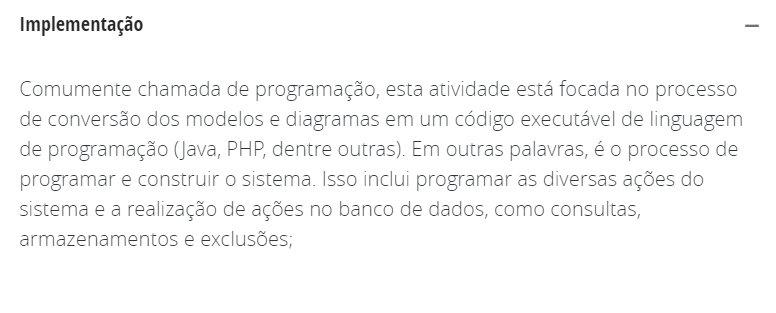 Implementação
Comumente chamada de programação, esta atividade está focada no processo
de conversão dos modelos e diagramas em um código executável de linguagem
de programação (Java, PHP, dentre outras). Em outras palavras, é o processo de
programar e construir o sistema. Isso inclui programar as diversas ações do
sistema e a realização de ações no banco de dados, como consultas,
armazenamentos e exclusões;